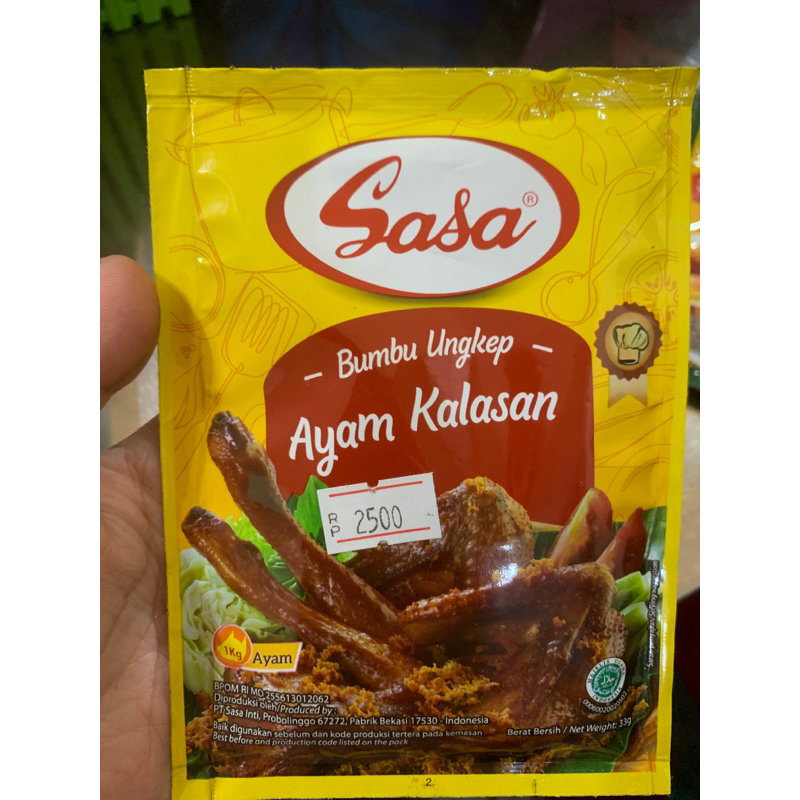 Sasa®
- Bumbu Ungkep -
Ayam Kalasan
RP 2500
1Kg Ayam
BPOM RI MD 255613012062
Diproduksi oleh/Produced by :
PT Sasa Inti, Probolinggo 67272, Pabrik Bekasi 17530 - Indonesia
Baik digunakan sebelum dan kode produksi tertera pada kemasan
Best before and production code listed on the pack
Berat Bersih / Net Weight: 33g
INDONESIA
2